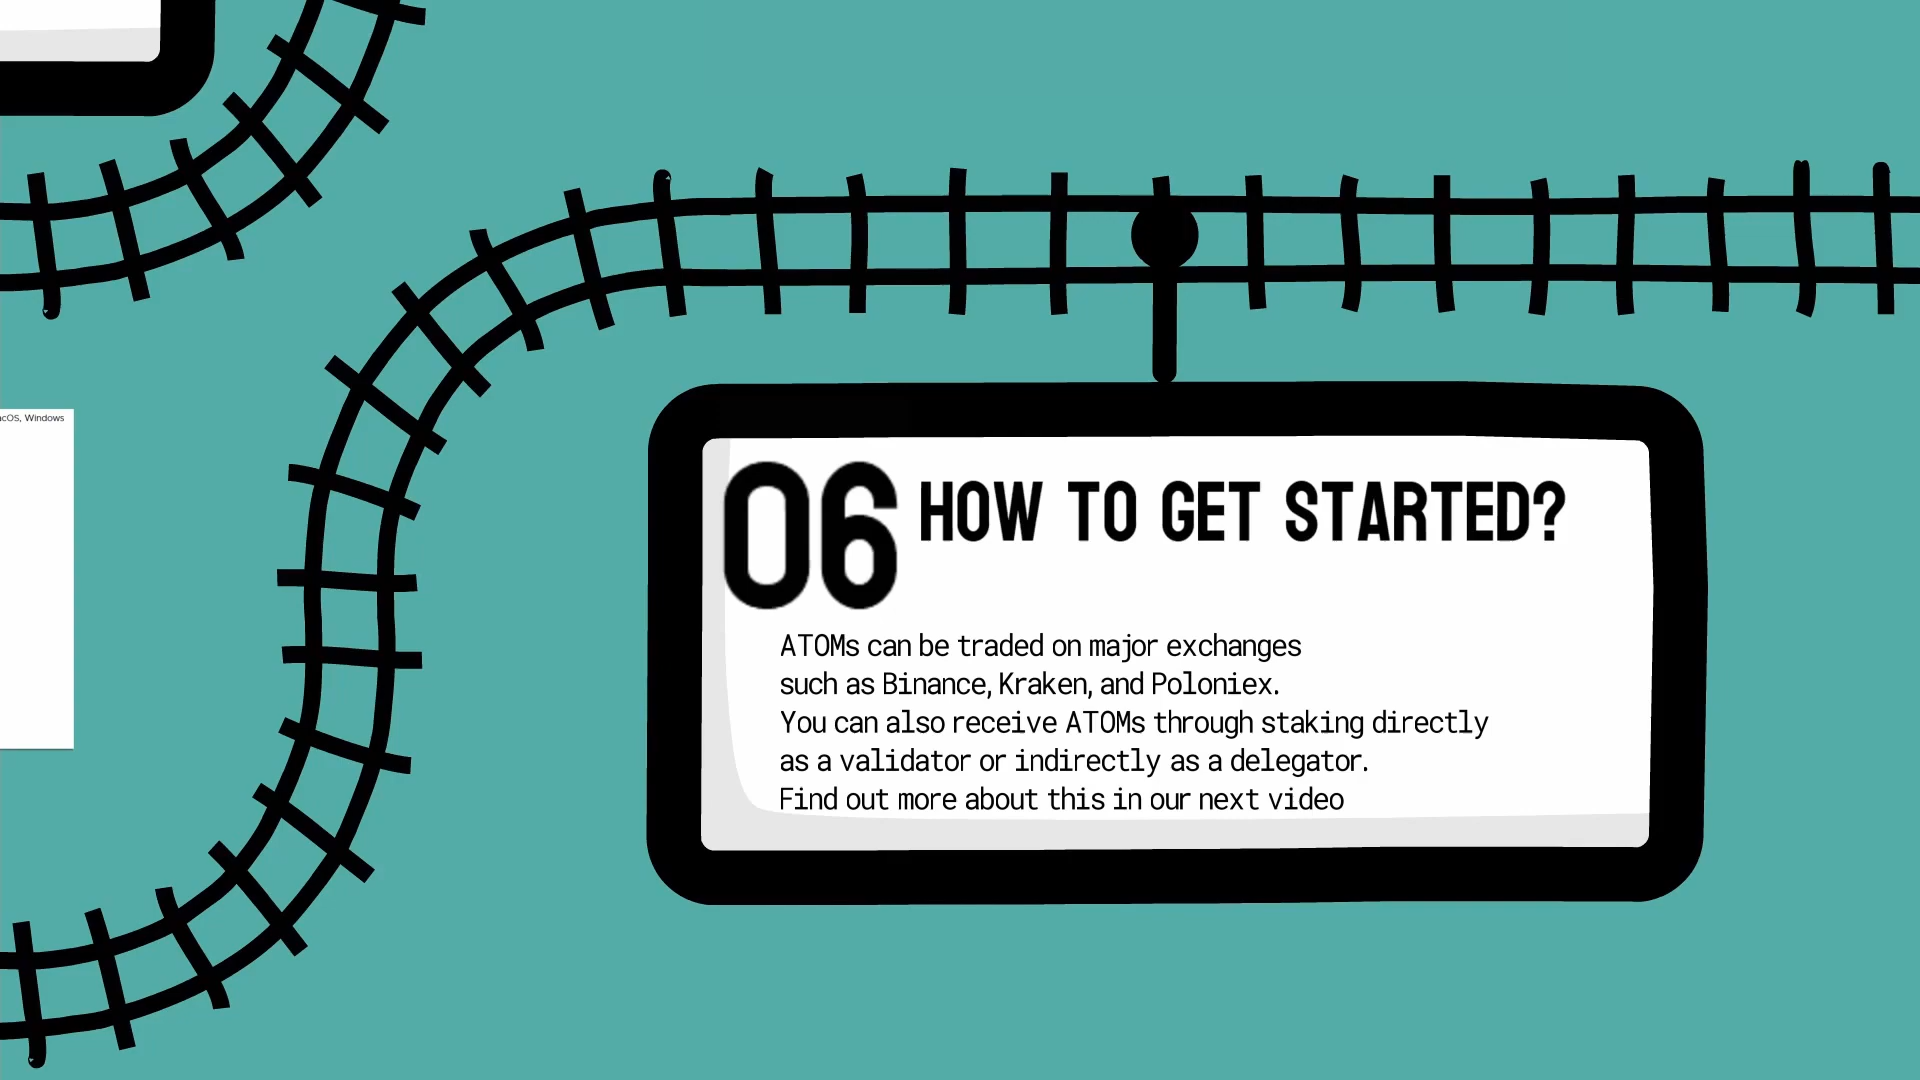 acOS, Windows
06 HOW TO GET STARTED?
ATOMs can be traded on major exchanges
such as Binance, Kraken, and Poloniex.
You can also receive ATOMs through staking directly
as a validator or indirectly as a delegator.
Find out more about this in our next video